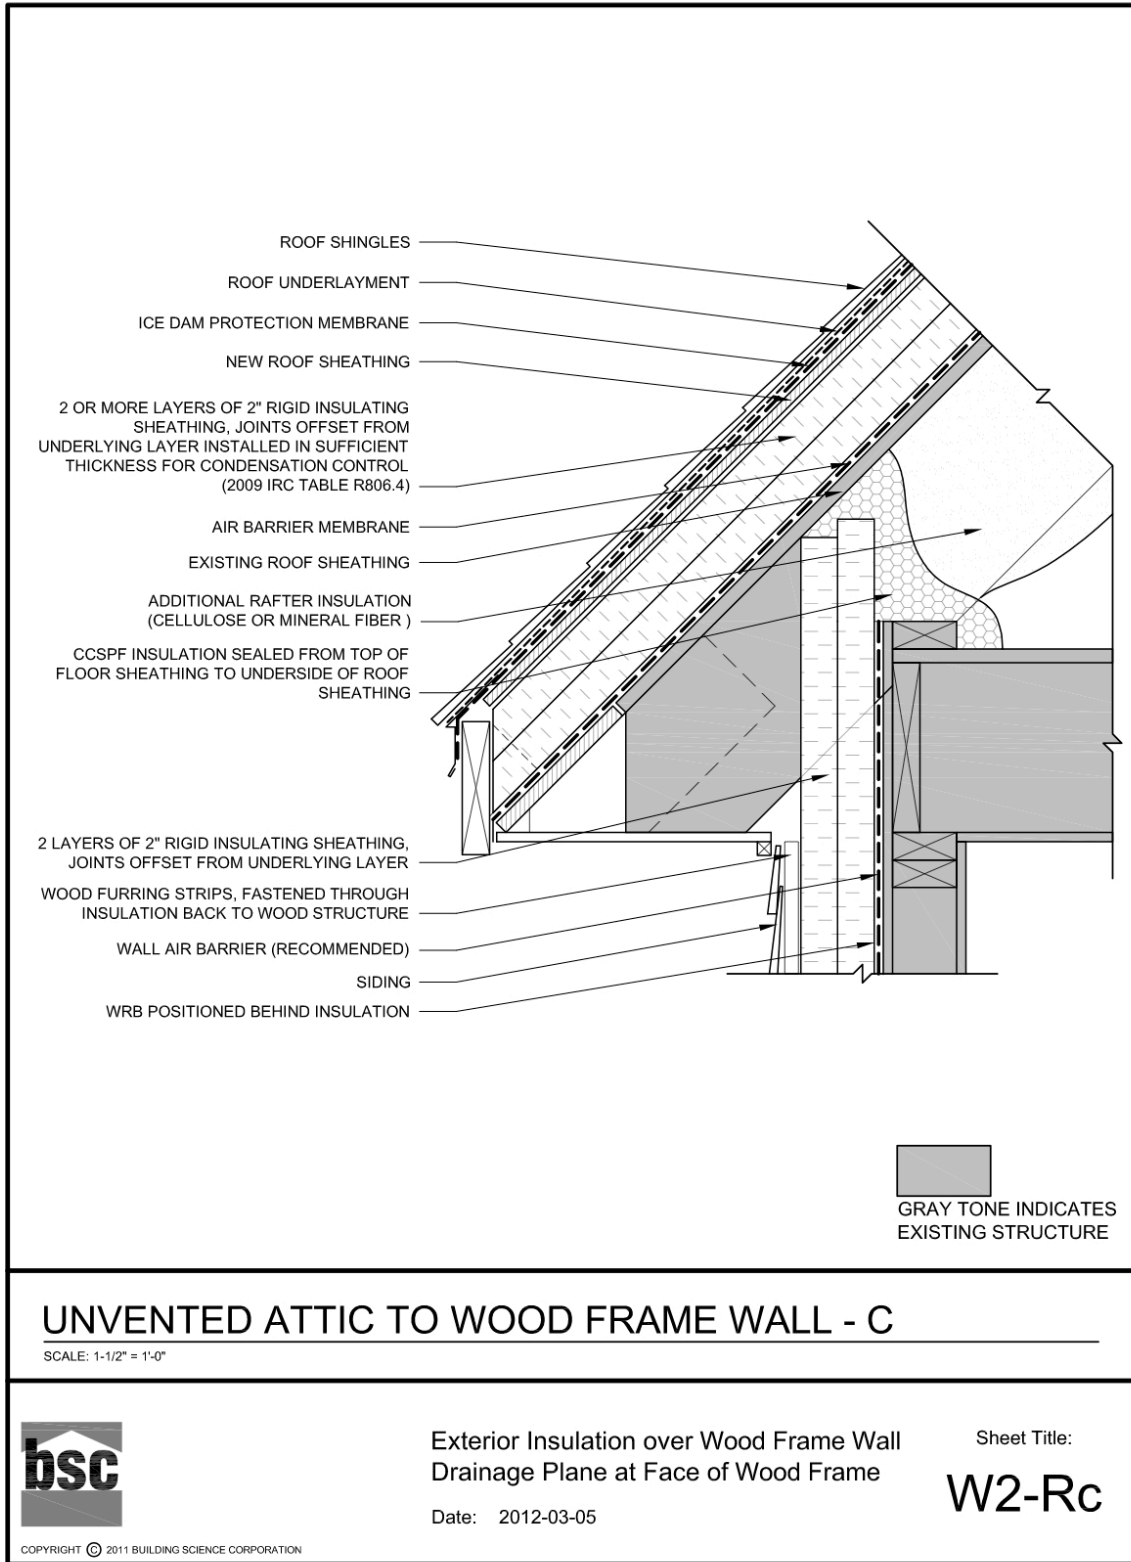 ROOF SHINGLES
ROOF UNDERLAYMENT
ICE DAM PROTECTION MEMBRANE
NEW ROOF SHEATHING
2 OR MORE LAYERS OF 2" RIGID INSULATING
SHEATHING, JOINTS OFFSET FROM
UNDERLYING LAYER INSTALLED IN SUFFICIENT
THICKNESS FOR CONDENSATION CONTROL
(2009 IRC TABLE R806.4)
AIR BARRIER MEMBRANE
EXISTING ROOF SHEATHING
ADDITIONAL RAFTER INSULATION
(CELLULOSE OR MINERAL FIBER )
CCSPF INSULATION SEALED FROM TOP OF
FLOOR SHEATHING TO UNDERSIDE OF ROOF
SHEATHING
2 LAYERS OF 2" RIGID INSULATING SHEATHING,
JOINTS OFFSET FROM UNDERLYING LAYER
WOOD FURRING STRIPS, FASTENED THROUGH
INSULATION BACK TO WOOD STRUCTURE
WALL AIR BARRIER (RECOMMENDED)
SIDING
WRB POSITIONED BEHIND INSULATION
GRAY TONE INDICATES
EXISTING STRUCTURE
UNVENTED ATTIC TO WOOD FRAME WALL - C
SCALE: 1-1/2" = 1'-0"
bsc
COPYRIGHT © 2011 BUILDING SCIENCE CORPORATION
Exterior Insulation over Wood Frame Wall
Drainage Plane at Face of Wood Frame
Date: 2012-03-05
Sheet Title:
W2-Rc